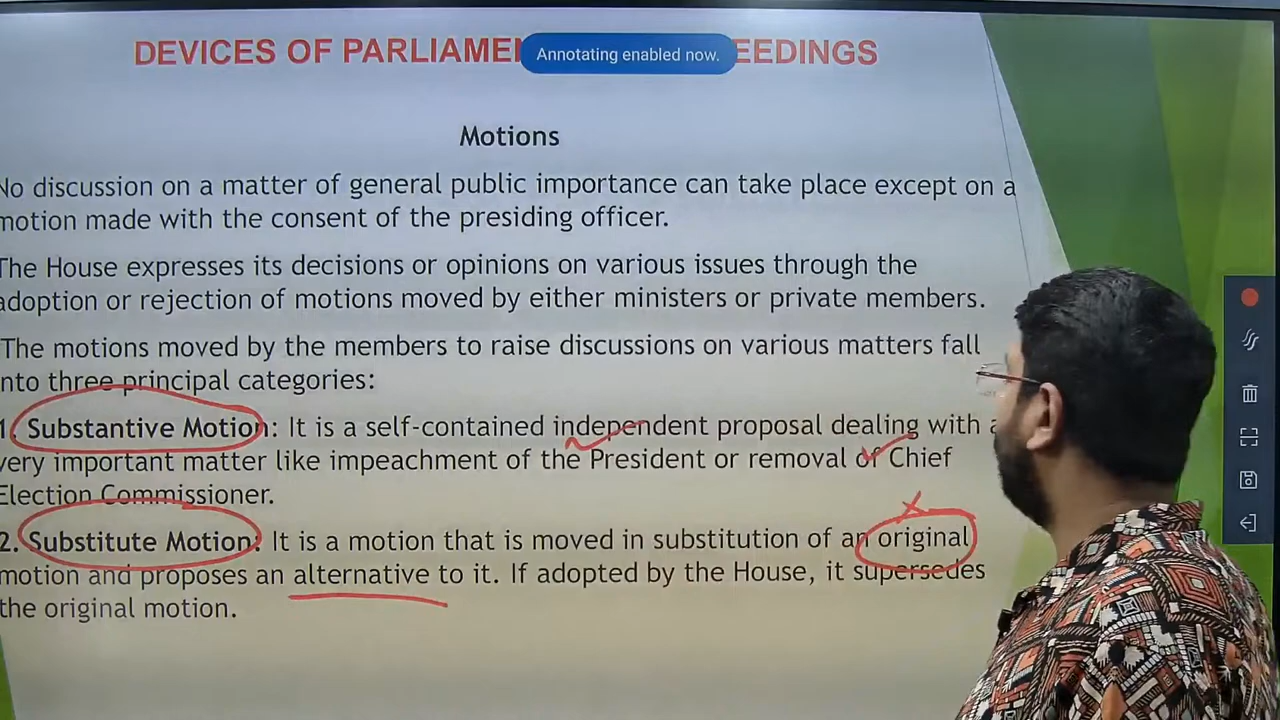 DEVICES OF PARLIAMEN EEDINGS
Annotating enabled now.
Motions
No discussion on a matter of general public importance can take place except on a
motion made with the consent of the presiding officer.
The House expresses its decisions or opinions on various issues through the
adoption or rejection of motions moved by either ministers or private members.
The motions moved by the members to raise discussions on various matters fall
into three principal categories:
1. Substantive Motion: It is a self-contained independent proposal dealing with a
very important matter like impeachment of the President or removal of Chief
Election Commissioner.
2. Substitute Motion: It is a motion that is moved in substitution of an original
motion and proposes an alternative to it. If adopted by the House, it supersedes
the original motion.